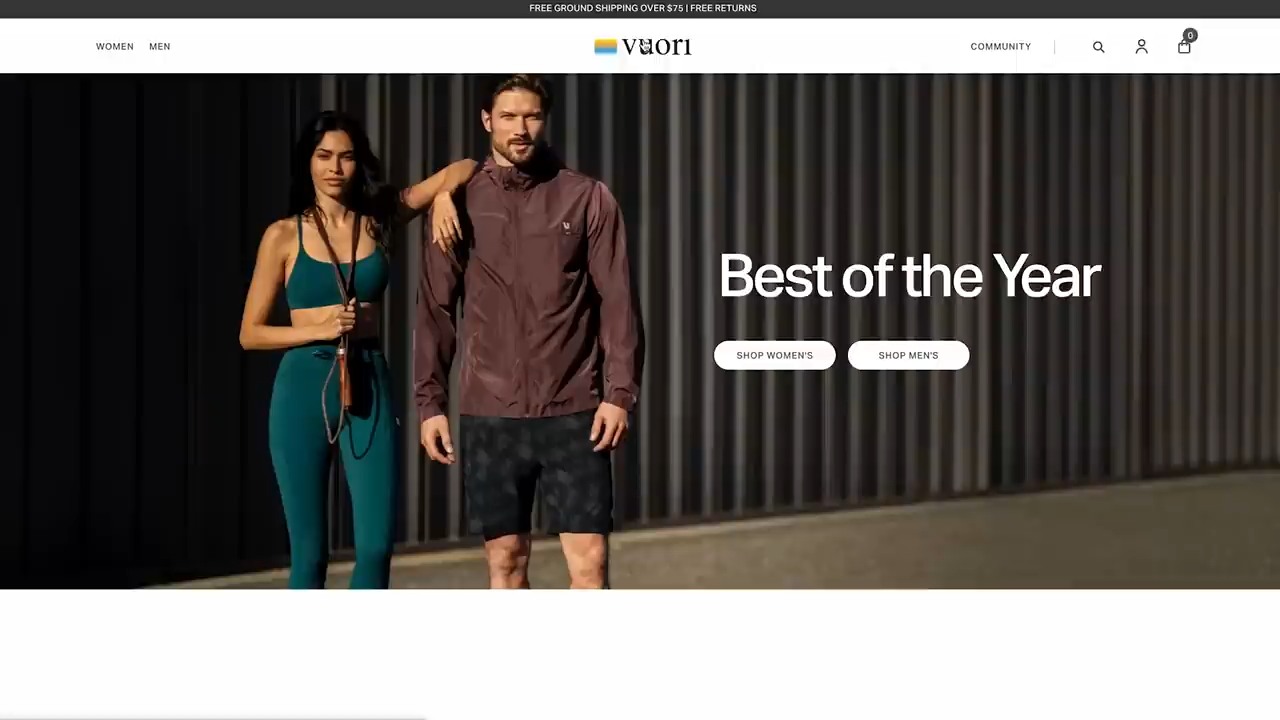 FREE GROUND SHIPPING OVER $75 | FREE RETURNS
WOMEN MEN
vuori
COMMUNITY
0
Best of the Year
SHOP WOMEN'S SHOP MEN'S